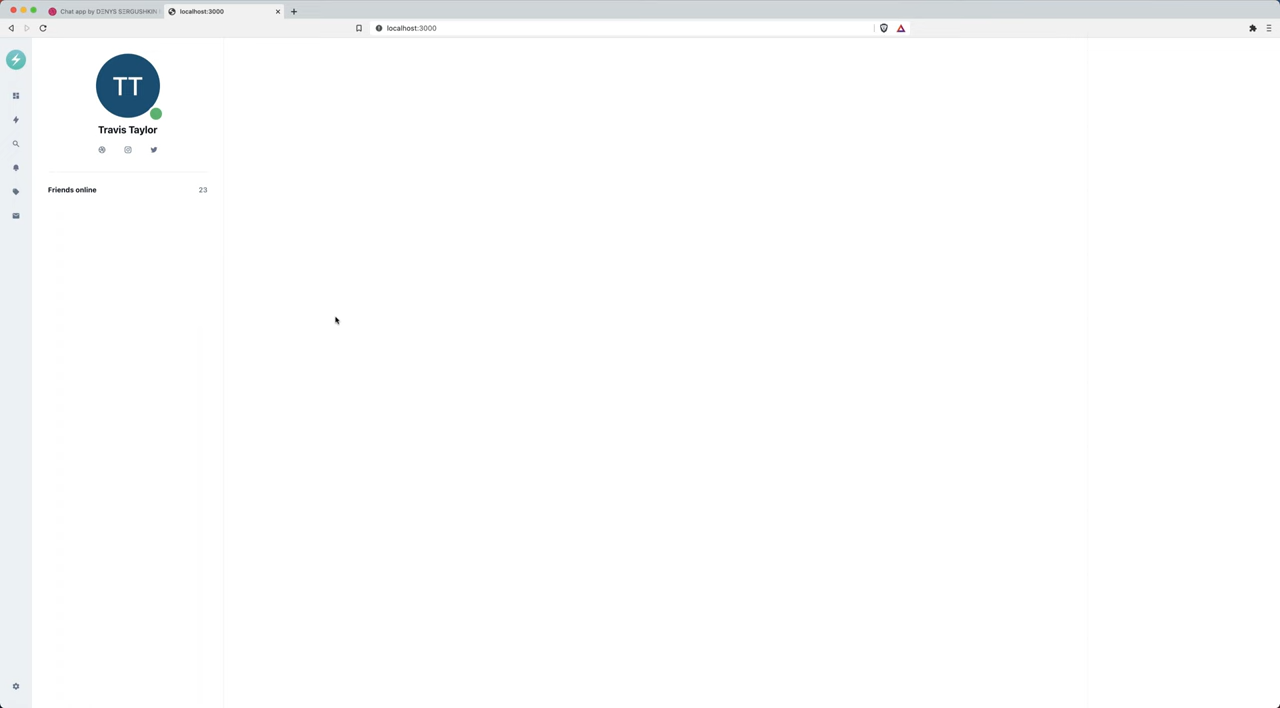 Chat app by DENYS SERGUSHKIN
localhost:3000
localhost:3000
TT
Travis Taylor
Friends online 23